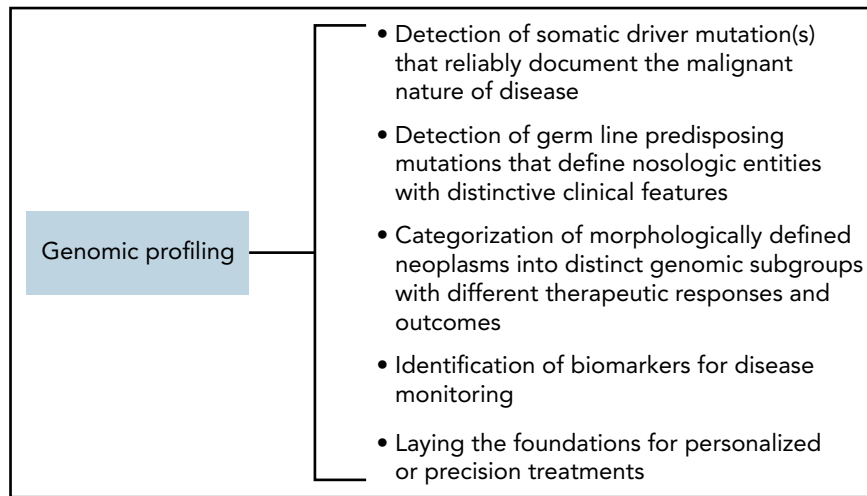 Genomic profiling
• Detection of somatic driver mutation(s)
that reliably document the malignant
nature of disease
• Detection of germ line predisposing
mutations that define nosologic entities
with distinctive clinical features
• Categorization of morphologically defined
neoplasms into distinct genomic subgroups
with different therapeutic responses and
outcomes
• Identification of biomarkers for disease
monitoring
• Laying the foundations for personalized
or precision treatments